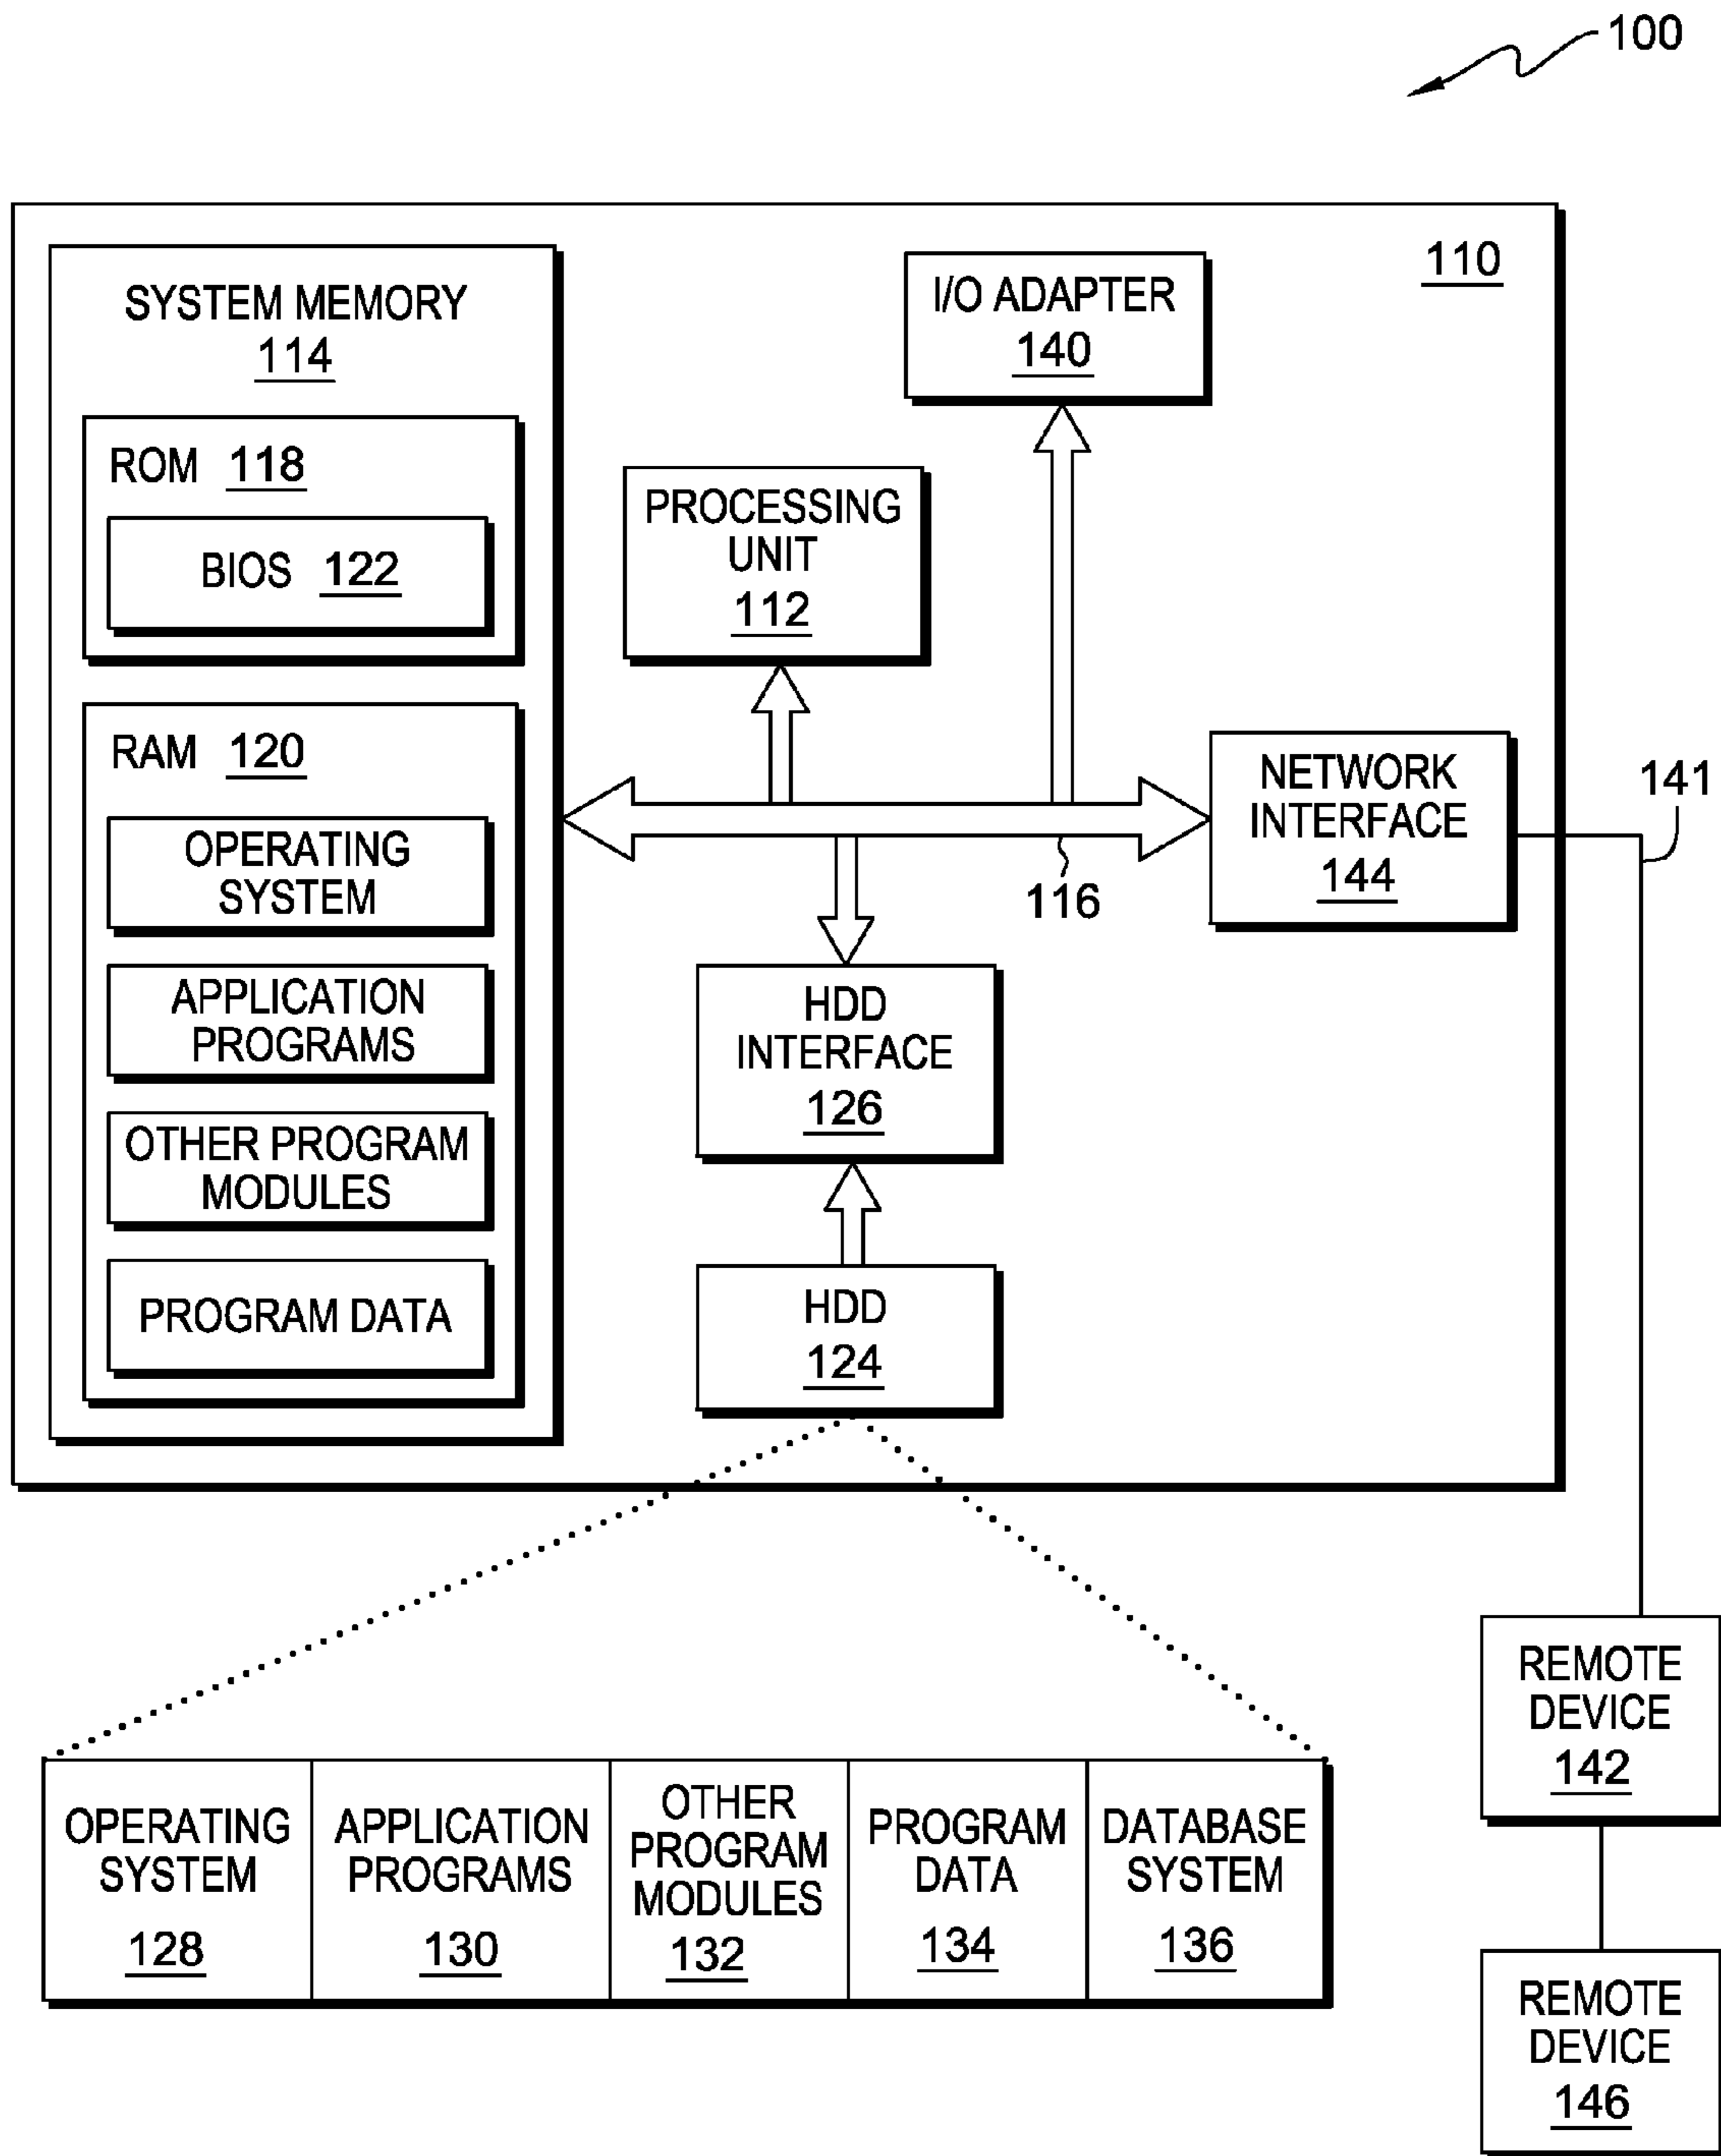 100
110
SYSTEM MEMORY
114
ROM 118
BIOS 122
RAM 120
OPERATING
SYSTEM
APPLICATION
PROGRAMS
OTHER PROGRAM
MODULES
PROGRAM DATA
I/O ADAPTER
140
PROCESSING
UNIT
112
116
NETWORK
INTERFACE
144
141
HDD
INTERFACE
126
HDD
124
OPERATING
SYSTEM
128
APPLICATION
PROGRAMS
130
OTHER
PROGRAM
MODULES
132
PROGRAM
DATA
134
DATABASE
SYSTEM
136
REMOTE
DEVICE
142
REMOTE
DEVICE
146